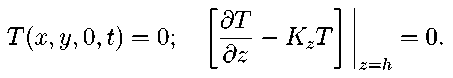 T(x, y, 0, t) = 0; [∂T/∂z − K_z T]|_{z=h} = 0.